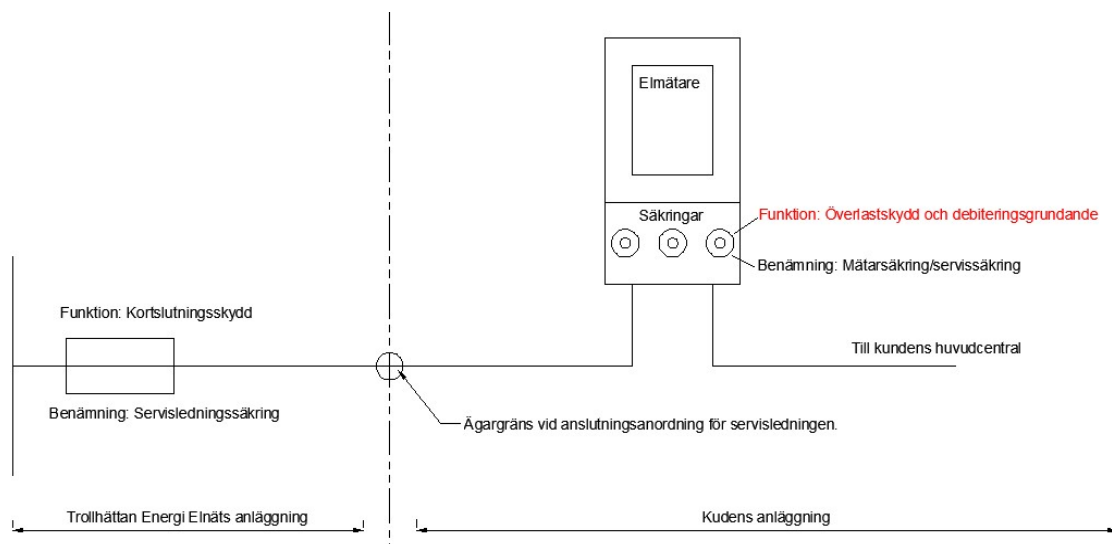 Elmätare
Säkringar
Funktion: Överlastskydd och debiteringsgrundande
Benämning: Mätarsäkring/servissäkring
Funktion: Kortslutningsskydd
Till kundens huvudcentral
Benämning: Servisledningssäkring
Ägargräns vid anslutningsanordning för servisledningen.
Trollhättan Energi Elnäts anläggning
Kudens anläggning